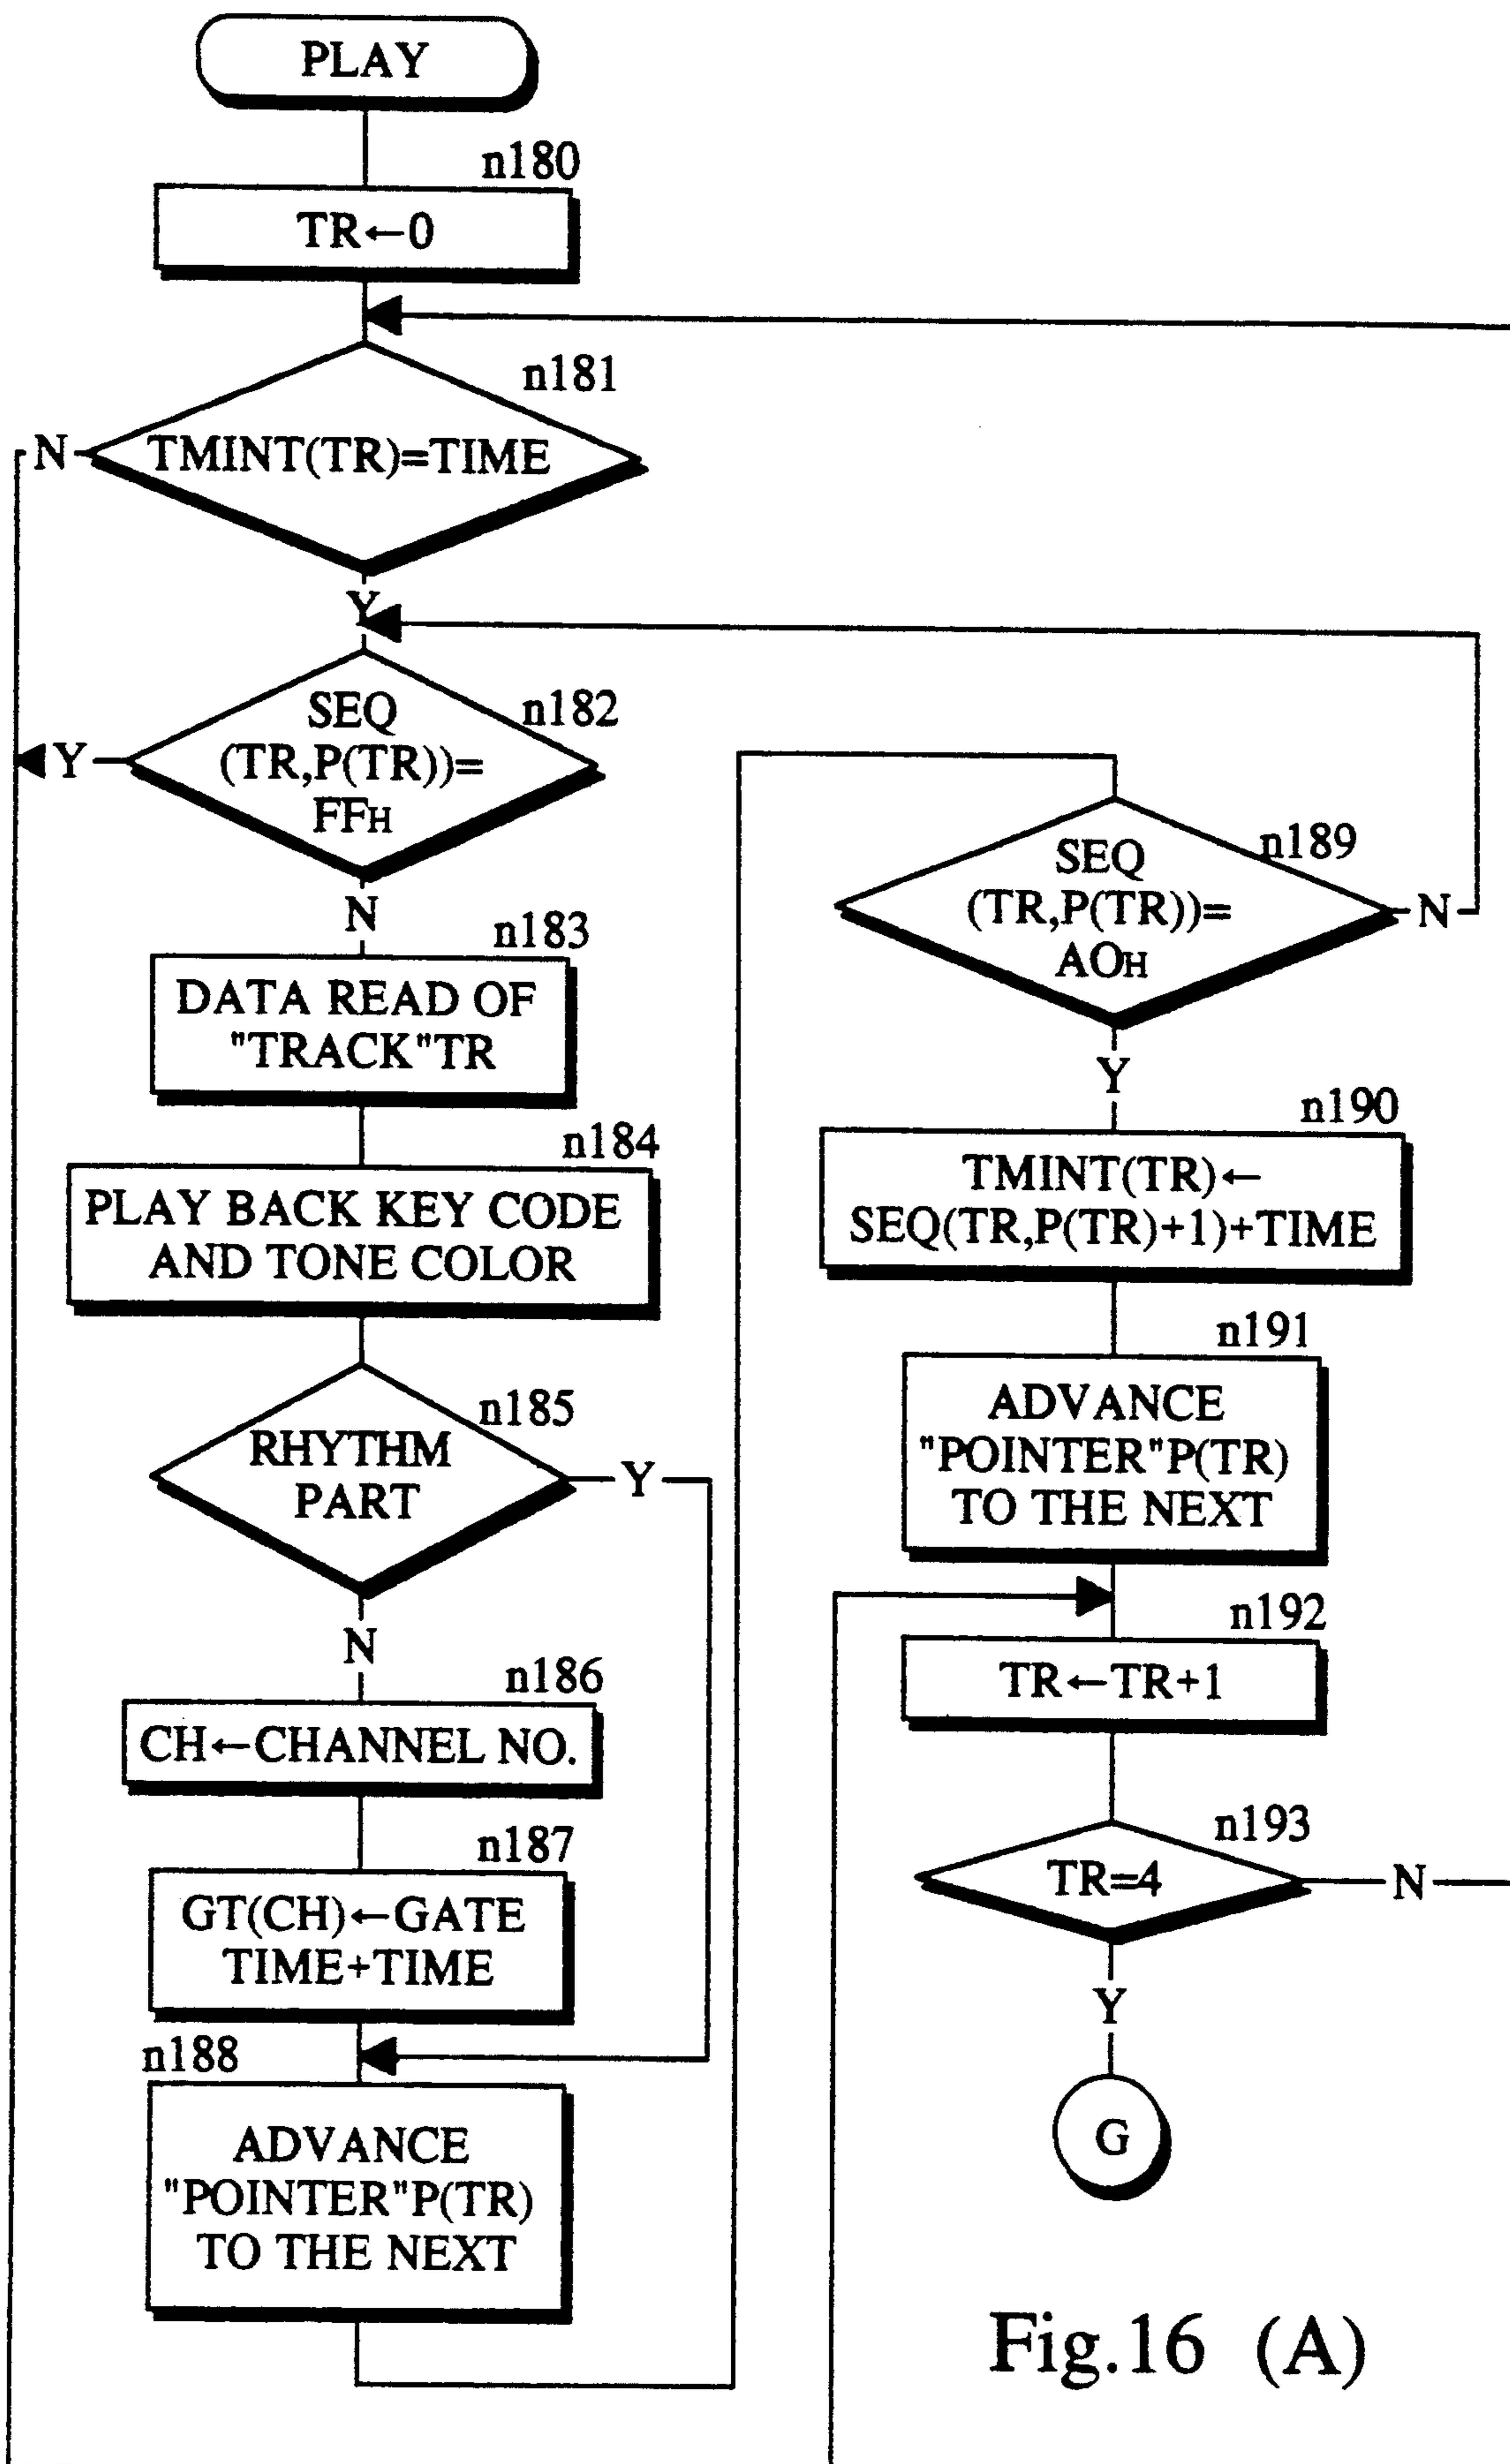 PLAY
n180
TR←0
n181
N
TMINT(TR)=TIME
Y
n182
SEQ
(TR,P(TR))=
FFH
Y
N
n183
DATA READ OF
"TRACK"TR
n184
PLAY BACK KEY CODE
AND TONE COLOR
n185
RHYTHM
PART
Y
N
n186
CH←CHANNEL NO.
n187
GT(CH)←GATE
TIME+TIME
n188
ADVANCE
"POINTER"P(TR)
TO THE NEXT
n189
SEQ
(TR,P(TR))=
AOH
N
Y
n190
TMINT(TR)←
SEQ(TR,P(TR)+1)+TIME
n191
ADVANCE
"POINTER"P(TR)
TO THE NEXT
n192
TR←TR+1
n193
TR=4
N
Y
G
Fig.16 (A)